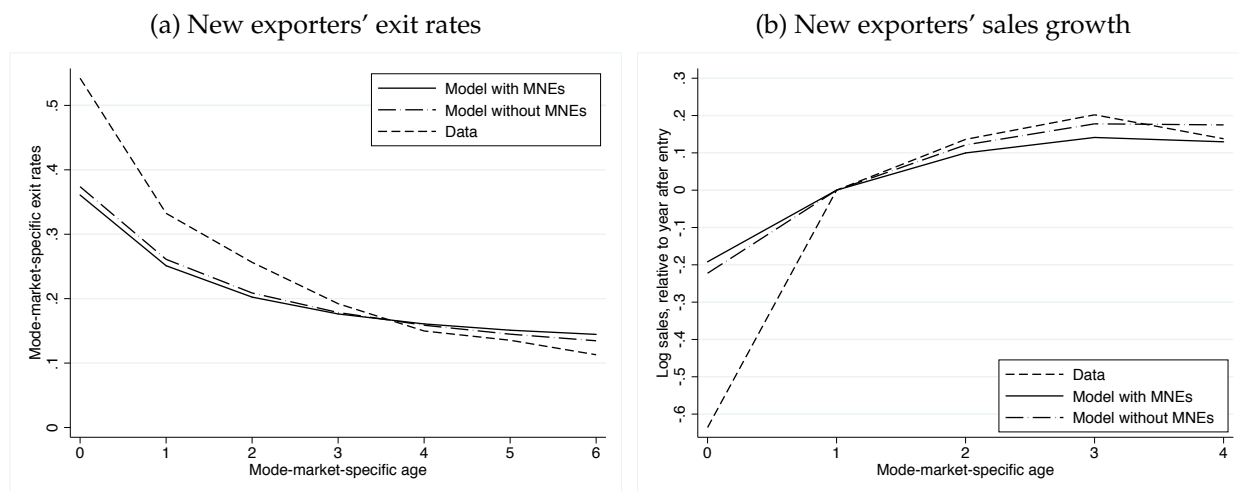 (a) New exporters’ exit rates
Mode-market-specific exit rates
.5
.4
.3
.2
.1
0
Model with MNEs
Model without MNEs
Data
0 1 2 3 4 5 6
Mode-market-specific age
(b) New exporters’ sales growth
Log sales, relative to year after entry
.3
.2
.1
0
-.1
-.2
-.3
-.4
-.5
-.6
Data
Model with MNEs
Model without MNEs
0 1 2 3 4
Mode-market-specific age